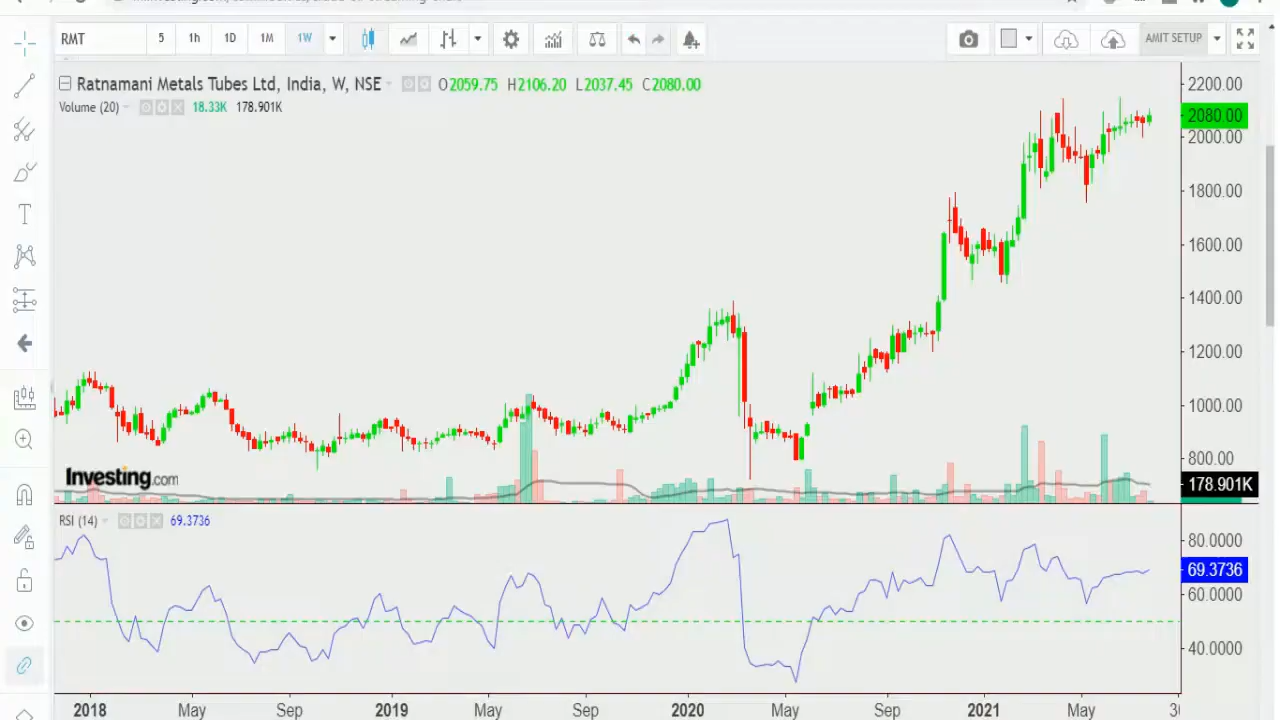 RMT 5 1h 1D 1M 1W AMIT SETUP
Ratnamani Metals Tubes Ltd, India, W, NSE O2059.75 H2106.20 L2037.45 C2080.00
Volume (20) 18.33K 178.901K
2200.00
2080.00
2000.00
1800.00
1600.00
1400.00
1200.00
1000.00
800.00
Investing.com
178.901K
RSI (14) 69.3736
80.0000
69.3736
60.0000
40.0000
2018 May Sep 2019 May Sep 2020 May Sep 2021 May